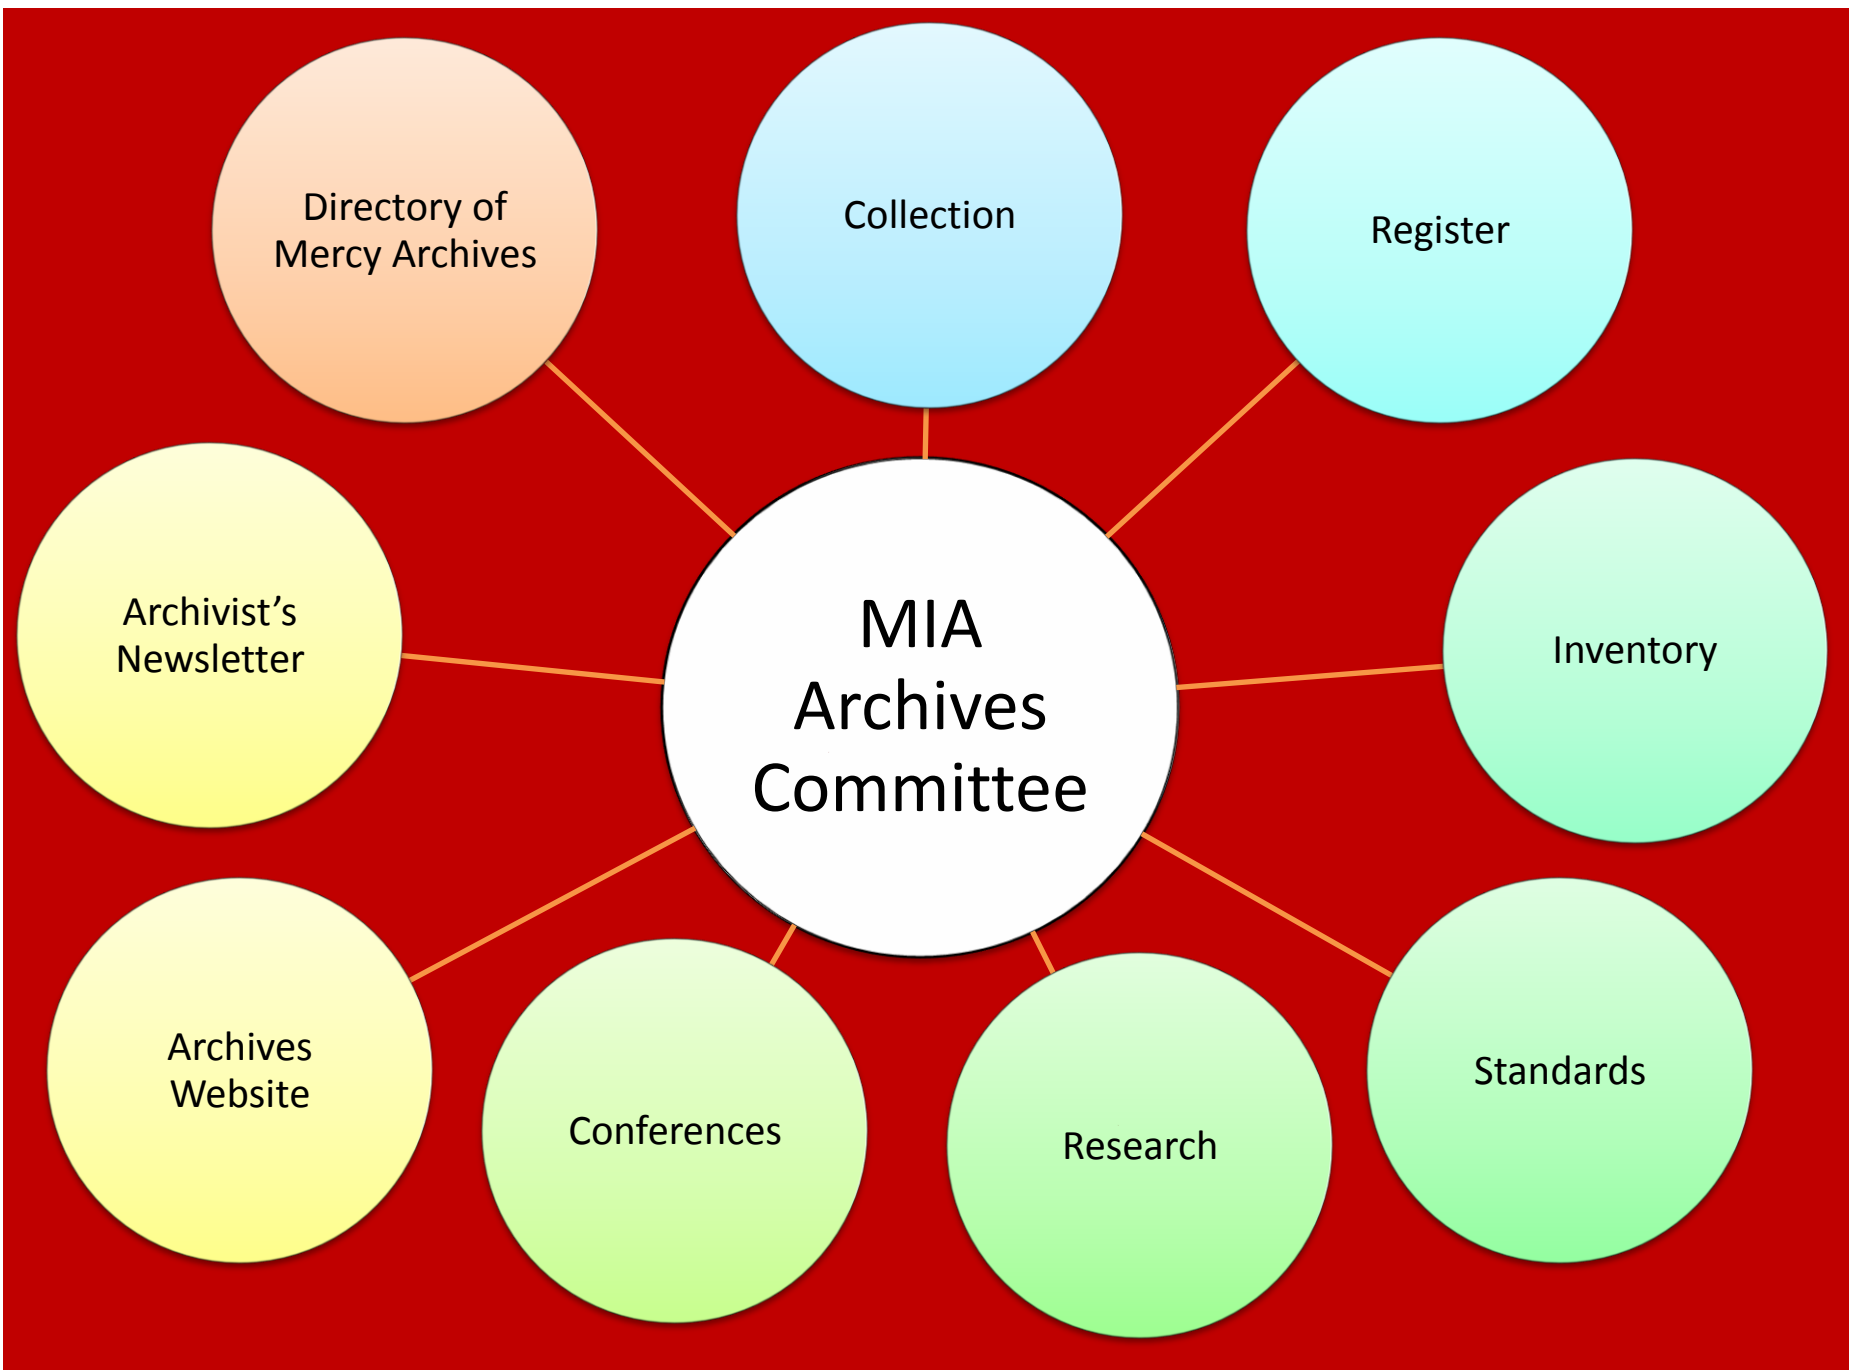 Directory of
Mercy Archives
Collection
Register
Archivist’s
Newsletter
MIA
Archives
Committee
Inventory
Archives
Website
Conferences
Research
Standards